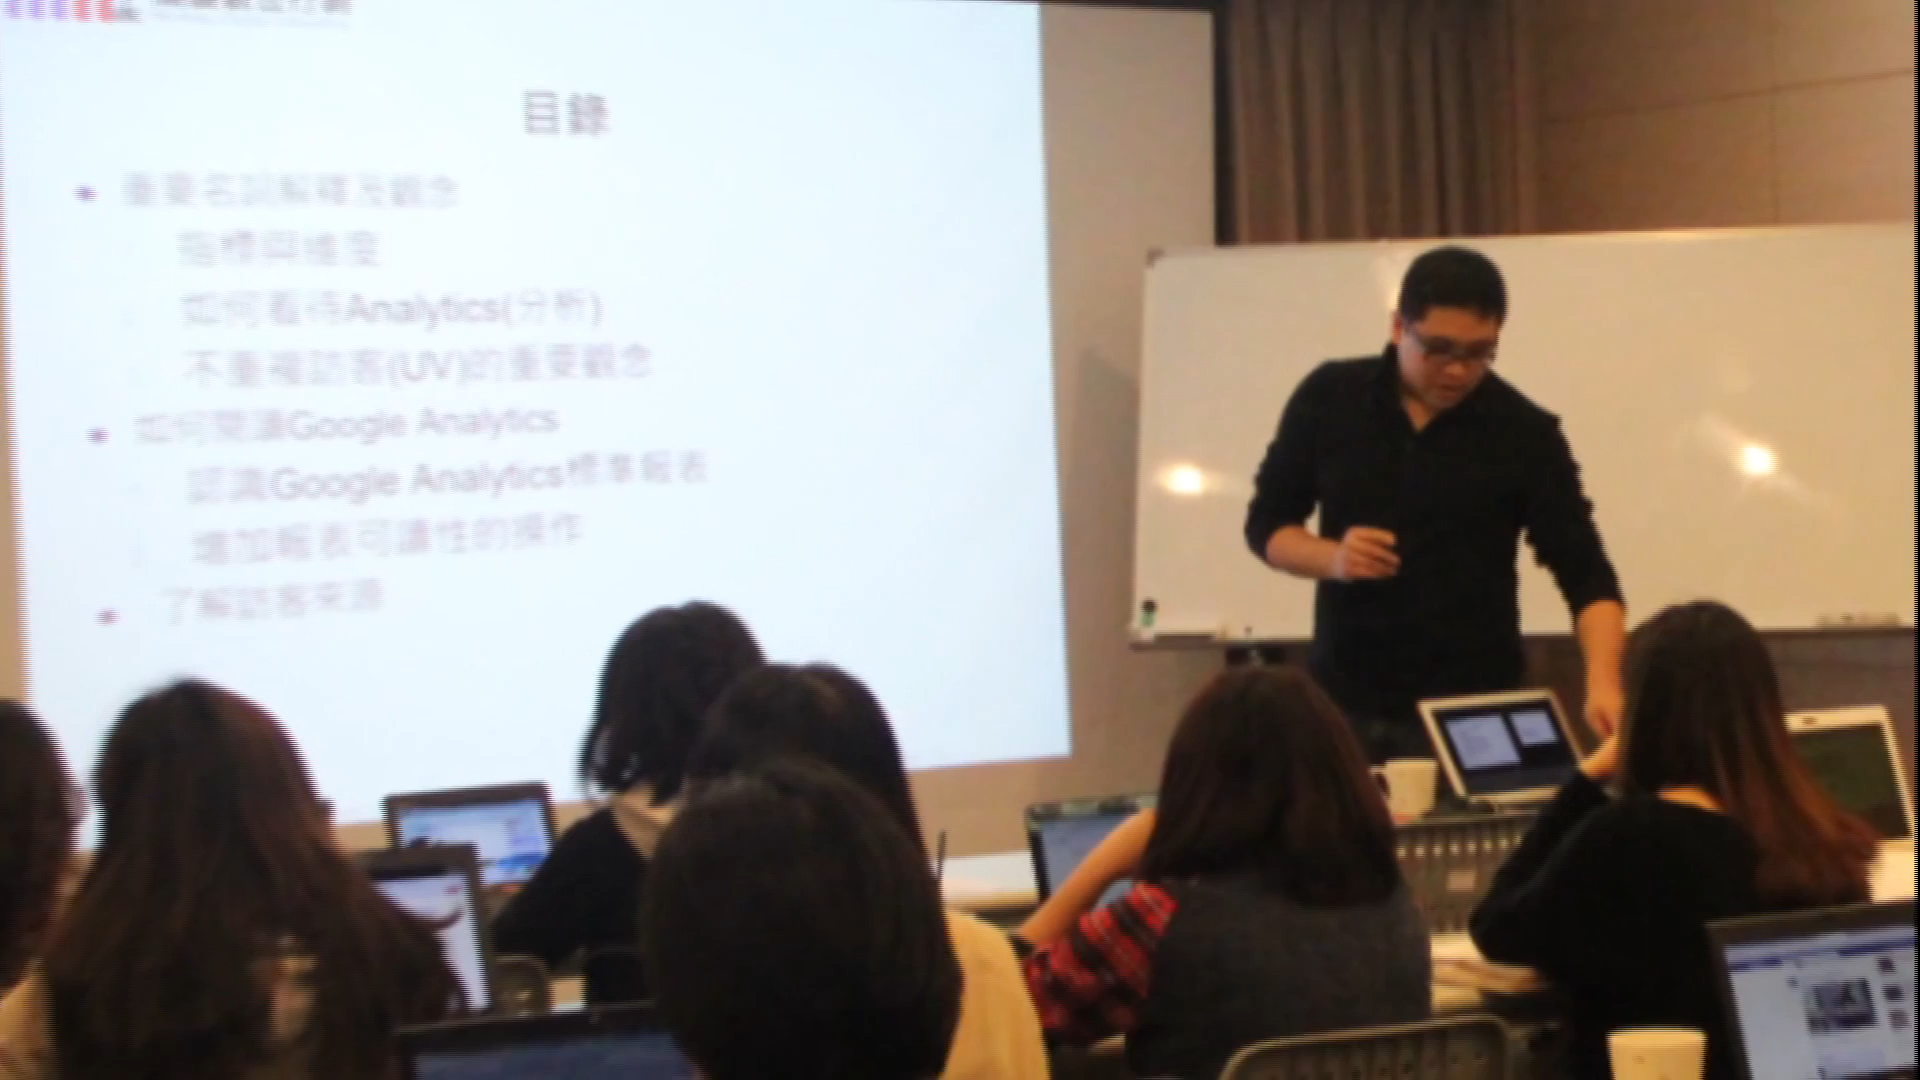 目錄
重要名詞解釋及觀念
指標與維度
如何看待Analytics(分析)
不重複訪客(UV)的重要觀念
如何閱讀Google Analytics
認識Google Analytics標準報表
增加報表可讀性的操作
了解訪客來源